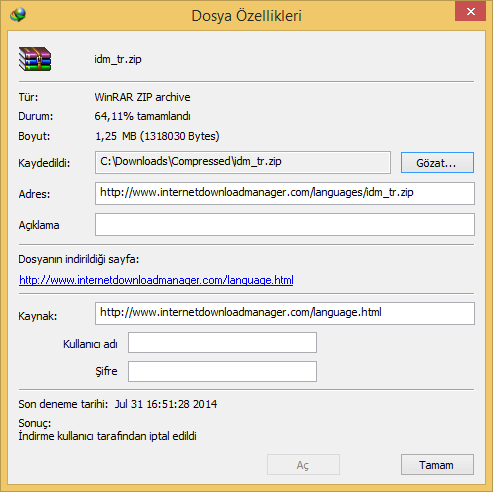 Dosya Özellikleri
idm_tr.zip
Tür: WinRAR ZIP archive
Durum: 64,11% tamamlandı
Boyut: 1,25 MB (1318030 Bytes)
Kaydedildi: C:\Downloads\Compressed\idm_tr.zip Gözat...
Adres: http://www.internetdownloadmanager.com/languages/idm_tr.zip
Açıklama
Dosyanın indirildiği sayfa:
http://www.internetdownloadmanager.com/language.html
Kaynak: http://www.internetdownloadmanager.com/language.html
Kullanıcı adı
Şifre
Son deneme tarihi: Jul 31 16:51:28 2014
Sonuç:
İndirme kullanıcı tarafından iptal edildi
Aç Tamam